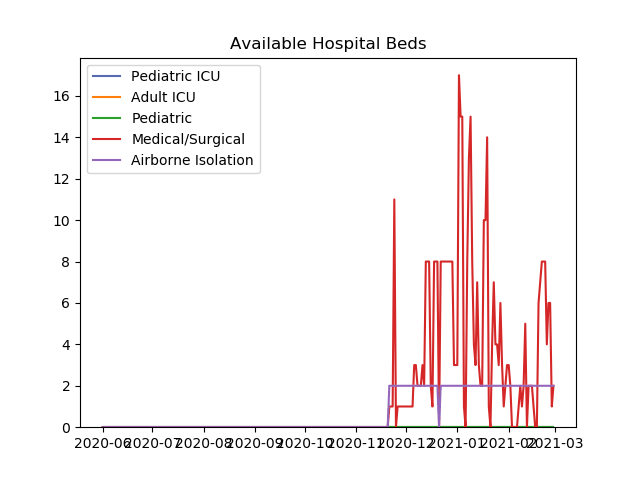 Available Hospital Beds
Pediatric ICU
Adult ICU
Pediatric
Medical/Surgical
Airborne Isolation
16
14
12
10
8
6
4
2
0
2020-06 2020-07 2020-08 2020-09 2020-10 2020-11 2020-12 2021-01 2021-02 2021-03